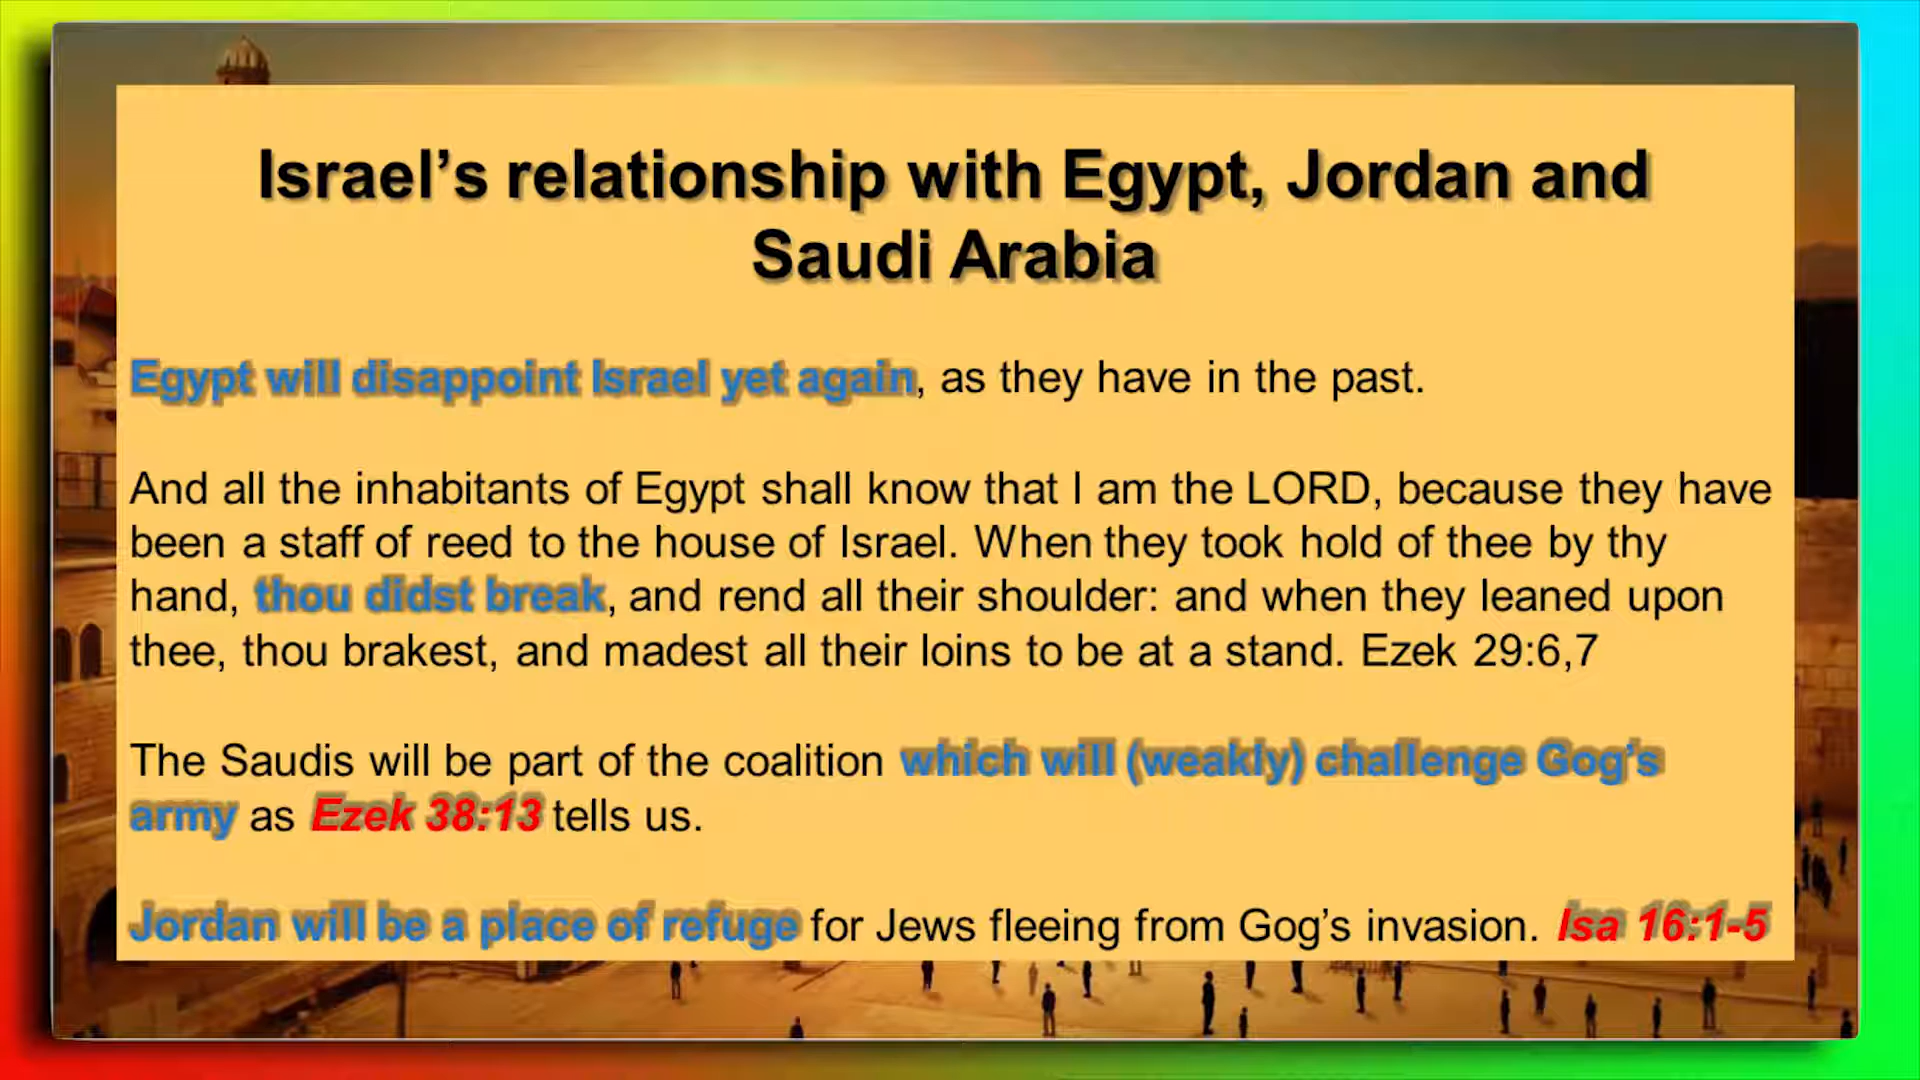 Israel’s relationship with Egypt, Jordan and
Saudi Arabia
Egypt will disappoint Israel yet again, as they have in the past.
And all the inhabitants of Egypt shall know that I am the LORD, because they have
been a staff of reed to the house of Israel. When they took hold of thee by thy
hand, thou didst break, and rend all their shoulder: and when they leaned upon
thee, thou brakest, and madest all their loins to be at a stand. Ezek 29:6,7
The Saudis will be part of the coalition which will (weakly) challenge Gog’s
army as Ezek 38:13 tells us.
Jordan will be a place of refuge for Jews fleeing from Gog’s invasion. Isa 16:1-5